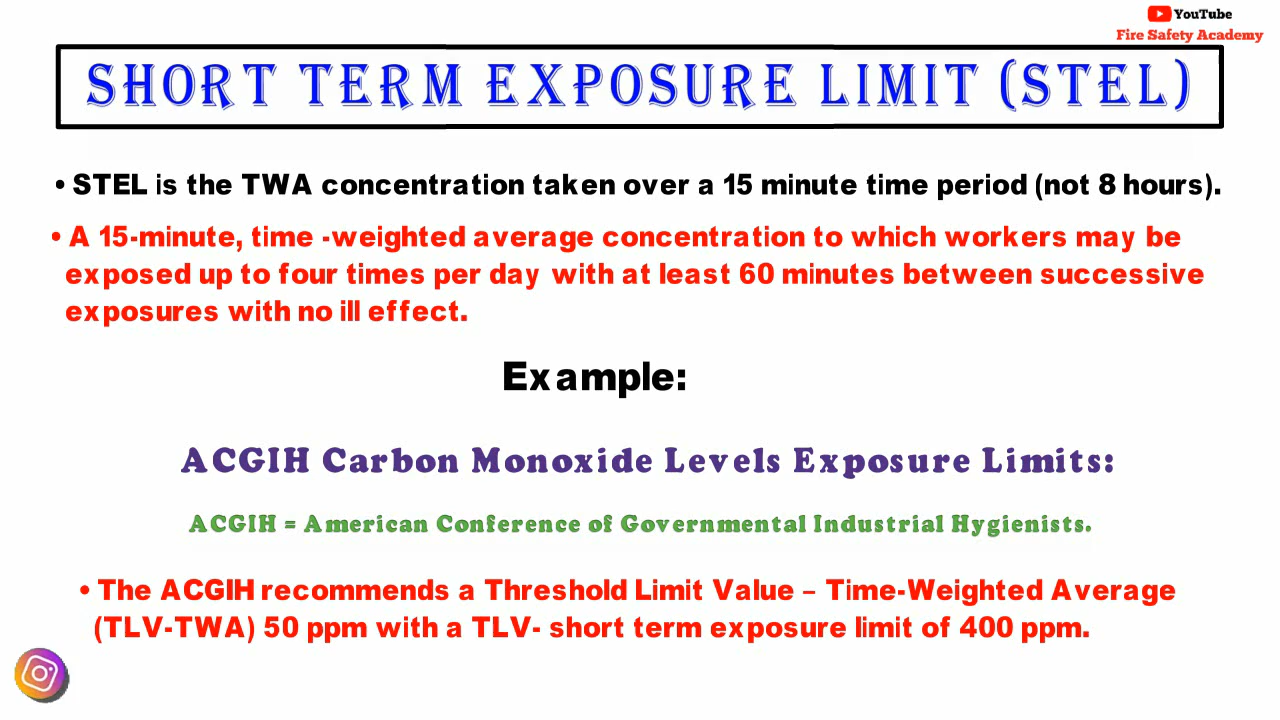 YouTube
Fire Safety Academy
SHORT TERM EXPOSURE LIMIT (STEL)
• STEL is the TWA concentration taken over a 15 minute time period (not 8 hours).
• A 15-minute, time -weighted average concentration to which workers may be
exposed up to four times per day with at least 60 minutes between successive
exposures with no ill effect.
Example:
ACGIH Carbon Monoxide Levels Exposure Limits:
ACGIH = American Conference of Governmental Industrial Hygienists.
• The ACGIH recommends a Threshold Limit Value – Time-Weighted Average
(TLV-TWA) 50 ppm with a TLV- short term exposure limit of 400 ppm.